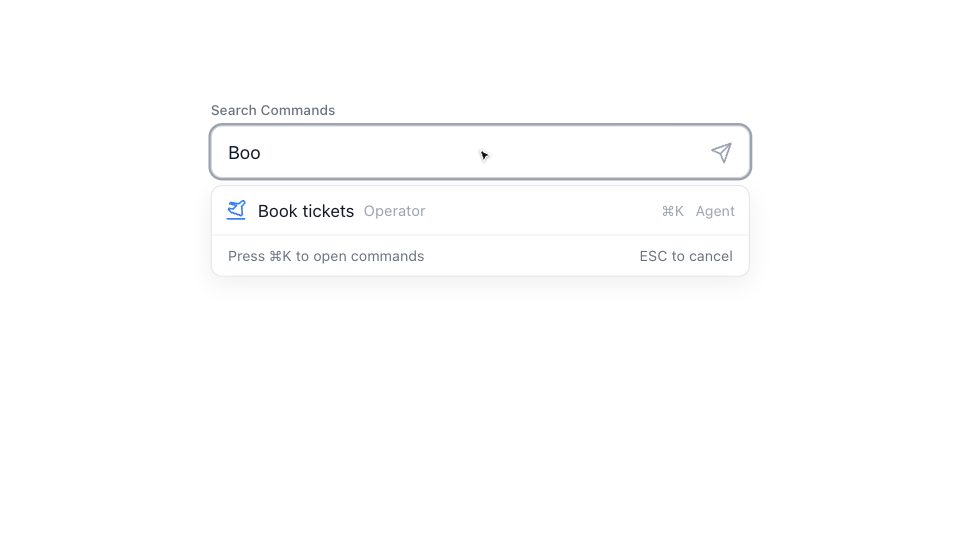 Search Commands
Boo
Book tickets Operator ⌘K Agent
Press ⌘K to open commands ESC to cancel